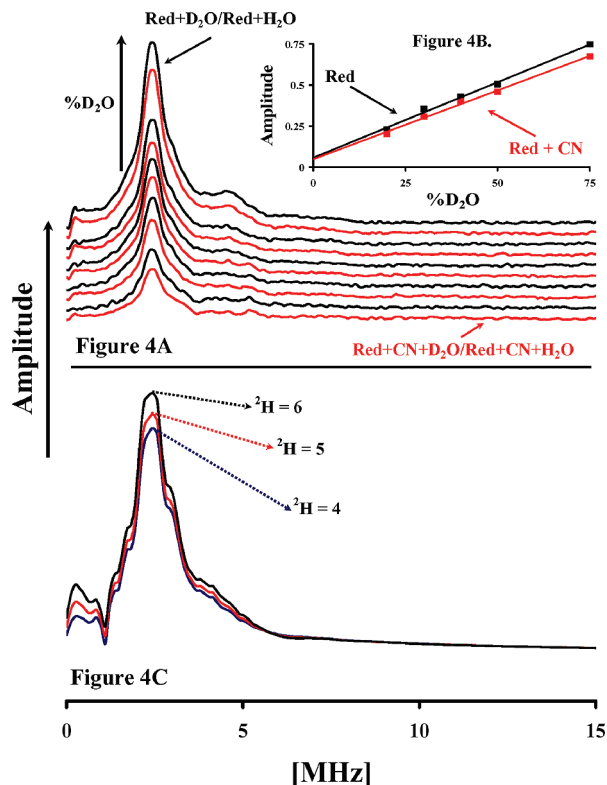 Red+D₂O/Red+H₂O
%D₂O
Figure 4B.
Amplitude
0.75
0.5
0.25
0
0
25
50
75
%D₂O
Red
Red + CN
Amplitude
Figure 4A
Red+CN+D₂O/Red+CN+H₂O
²H = 6
²H = 5
²H = 4
Figure 4C
0
5
10
15
[MHz]